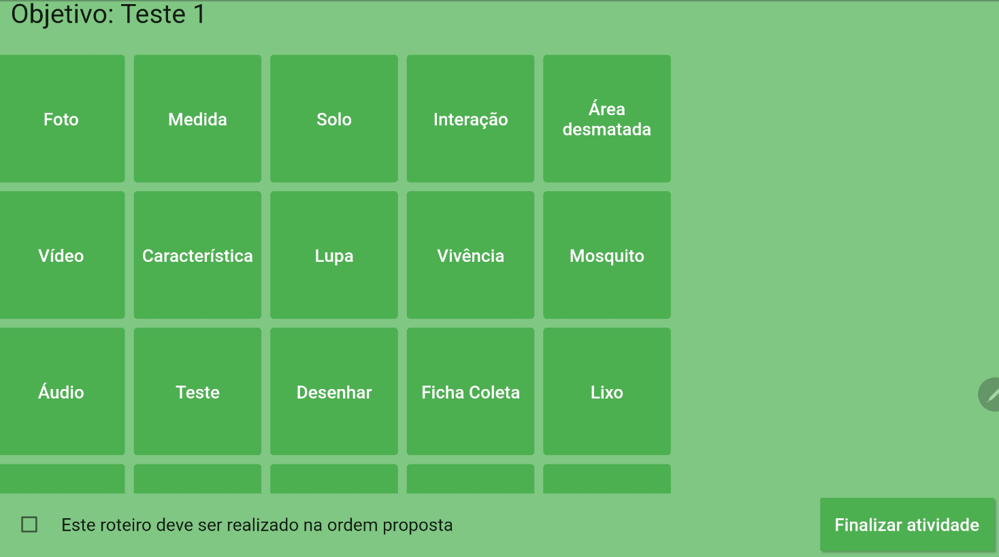 Objetivo: Teste 1
Foto
Medida
Solo
Interação
Área
desmatada
Vídeo
Característica
Lupa
Vivência
Mosquito
Áudio
Teste
Desenhar
Ficha Coleta
Lixo
Este roteiro deve ser realizado na ordem proposta
Finalizar atividade